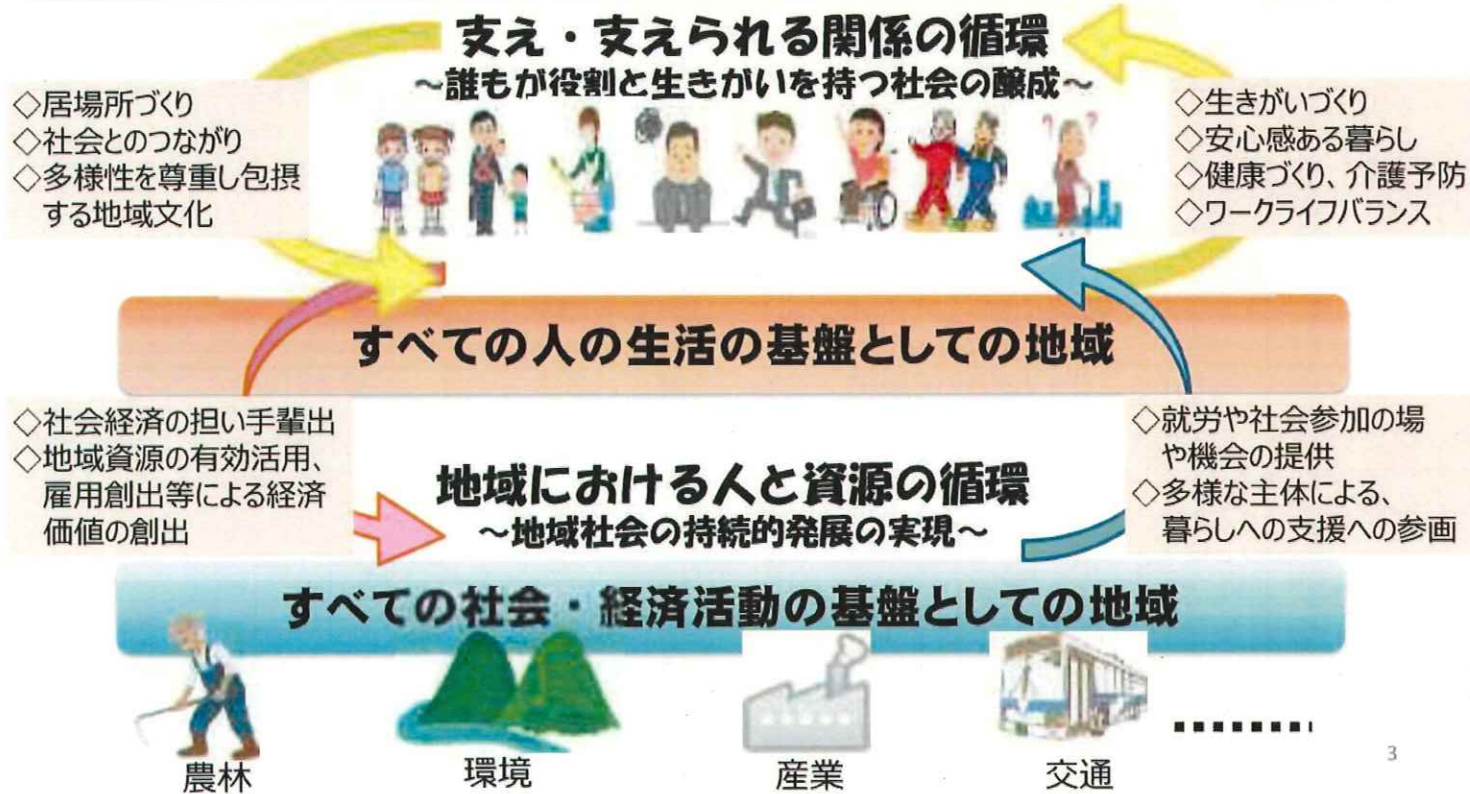 支え・支えられる関係の循環
~誰もが役割と生きがいを持つ社会の醸成~
◇居場所づくり
◇社会とのつながり
◇多様性を尊重し包摂
する地域文化
◇生きがいづくり
◇安心感ある暮らし
◇健康づくり、介護予防
◇ワークライフバランス
すべての人の生活の基盤としての地域
◇社会経済の担い手輩出
◇地域資源の有効活用、
雇用創出等による経済
価値の創出
地域における人と資源の循環
~地域社会の持続的発展の実現~
◇就労や社会参加の場
や機会の提供
◇多様な主体による、
暮らしへの支援への参画
すべての社会・経済活動の基盤としての地域
農林
環境
産業
交通
3